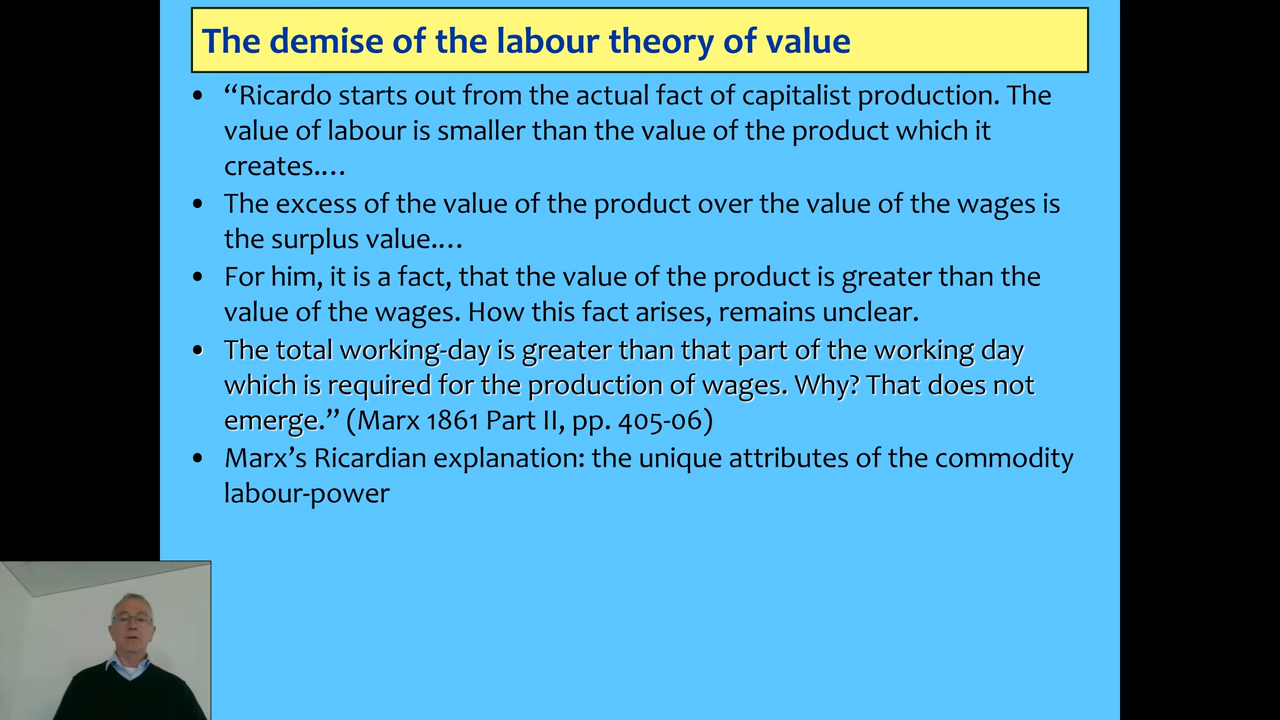 The demise of the labour theory of value
• “Ricardo starts out from the actual fact of capitalist production. The
value of labour is smaller than the value of the product which it
creates.…
• The excess of the value of the product over the value of the wages is
the surplus value.…
• For him, it is a fact, that the value of the product is greater than the
value of the wages. How this fact arises, remains unclear.
• The total working-day is greater than that part of the working day
which is required for the production of wages. Why? That does not
emerge.” (Marx 1861 Part II, pp. 405-06)
• Marx’s Ricardian explanation: the unique attributes of the commodity
labour-power